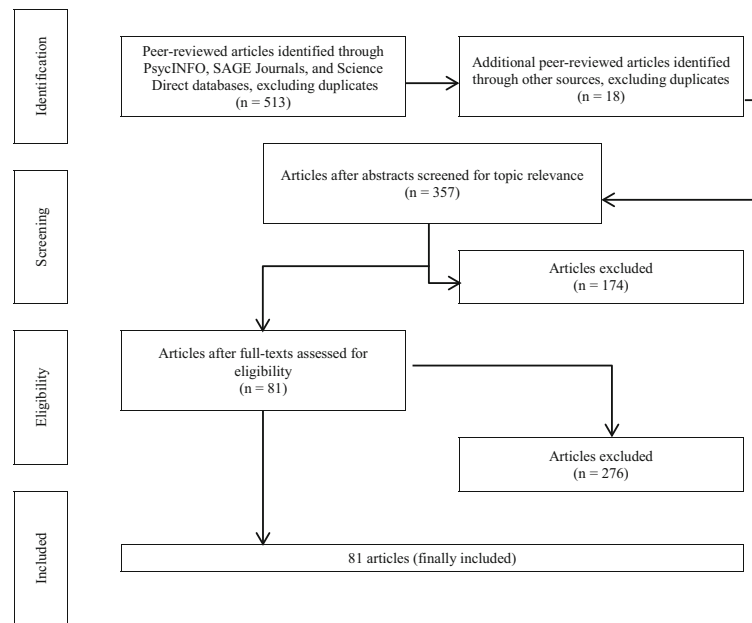 Identification
Peer-reviewed articles identified through
PsycINFO, SAGE Journals, and Science
Direct databases, excluding duplicates
(n = 513)
Additional peer-reviewed articles identified
through other sources, excluding duplicates
(n = 18)
Screening
Articles after abstracts screened for topic relevance
(n = 357)
Articles excluded
(n = 174)
Eligibility
Articles after full-texts assessed for
eligibility
(n = 81)
Articles excluded
(n = 276)
Included
81 articles (finally included)